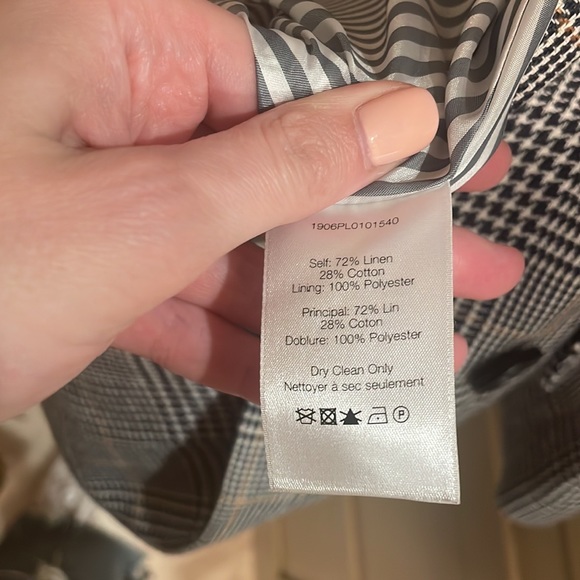 1906PL0101540
Self: 72% Linen
28% Cotton
Lining: 100% Polyester
Principal: 72% Lin
28% Coton
Doublure: 100% Polyester
Dry Clean Only
Nettoyer à sec seulement
P